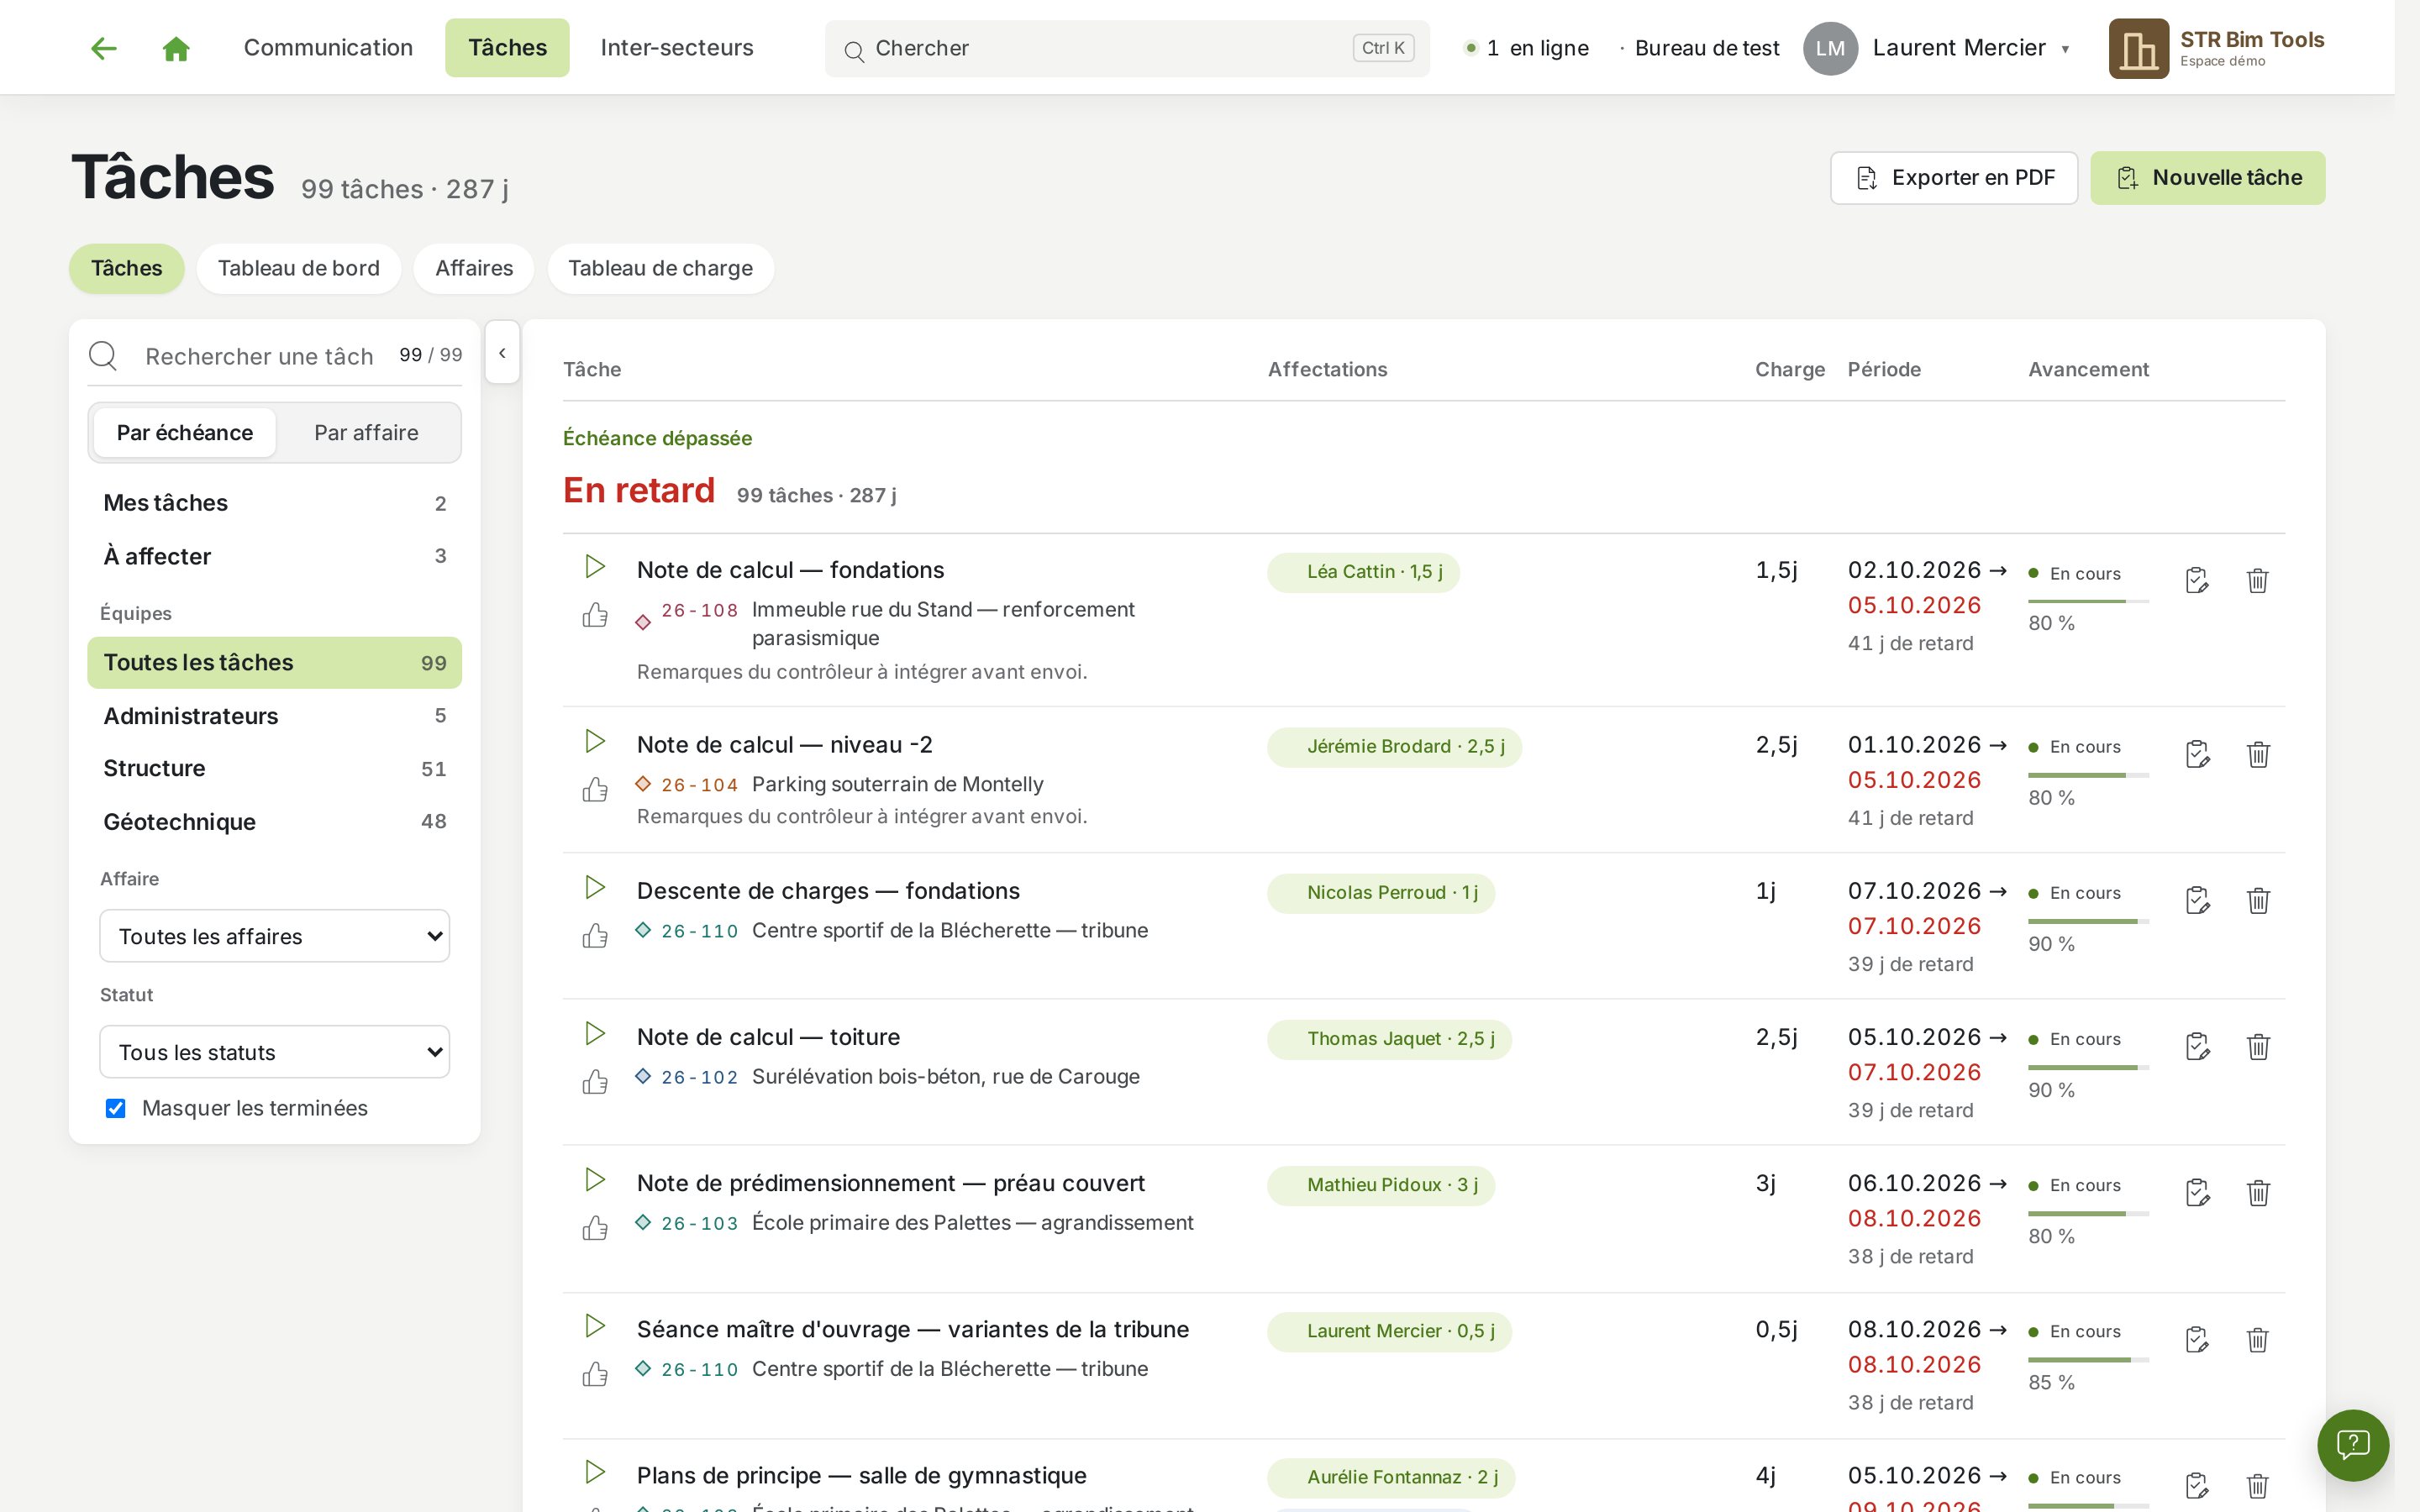 Communication
Tâches
Inter-secteurs
Chercher
Ctrl K
1 en ligne
· Bureau de test
LM
Laurent Mercier
STR Bim Tools
Espace démo
Tâches
99 tâches · 287 j
Exporter en PDF
Nouvelle tâche
Tâches
Tableau de bord
Affaires
Tableau de charge
Rechercher une tâch
99 / 99
Par échéance
Par affaire
Mes tâches 2
À affecter 3
Équipes
Toutes les tâches 99
Administrateurs 5
Structure 51
Géotechnique 48
Affaire
Toutes les affaires
Statut
Tous les statuts
Masquer les terminées
Tâche
Affectations
Charge
Période
Avancement
Échéance dépassée
En retard 99 tâches · 287 j
Note de calcul — fondations
26-108 Immeuble rue du Stand — renforcement
parasismique
Remarques du contrôleur à intégrer avant envoi.
Léa Cattin · 1,5 j
1,5j
02.10.2026 →
05.10.2026
41 j de retard
En cours
80 %
Note de calcul — niveau -2
26-104 Parking souterrain de Montelly
Remarques du contrôleur à intégrer avant envoi.
Jérémie Brodard · 2,5 j
2,5j
01.10.2026 →
05.10.2026
41 j de retard
En cours
80 %
Descente de charges — fondations
26-110 Centre sportif de la Blécherette — tribune
Nicolas Perroud · 1 j
1j
07.10.2026 →
07.10.2026
39 j de retard
En cours
90 %
Note de calcul — toiture
26-102 Surélévation bois-béton, rue de Carouge
Thomas Jaquet · 2,5 j
2,5j
05.10.2026 →
07.10.2026
39 j de retard
En cours
90 %
Note de prédimensionnement — préau couvert
26-103 École primaire des Palettes — agrandissement
Mathieu Pidoux · 3 j
3j
06.10.2026 →
08.10.2026
38 j de retard
En cours
80 %
Séance maître d'ouvrage — variantes de la tribune
26-110 Centre sportif de la Blécherette — tribune
Laurent Mercier · 0,5 j
0,5j
08.10.2026 →
08.10.2026
38 j de retard
En cours
85 %
Plans de principe — salle de gymnastique
Aurélie Fontannaz · 2 j
4j
05.10.2026 →
09.10.2026
En cours